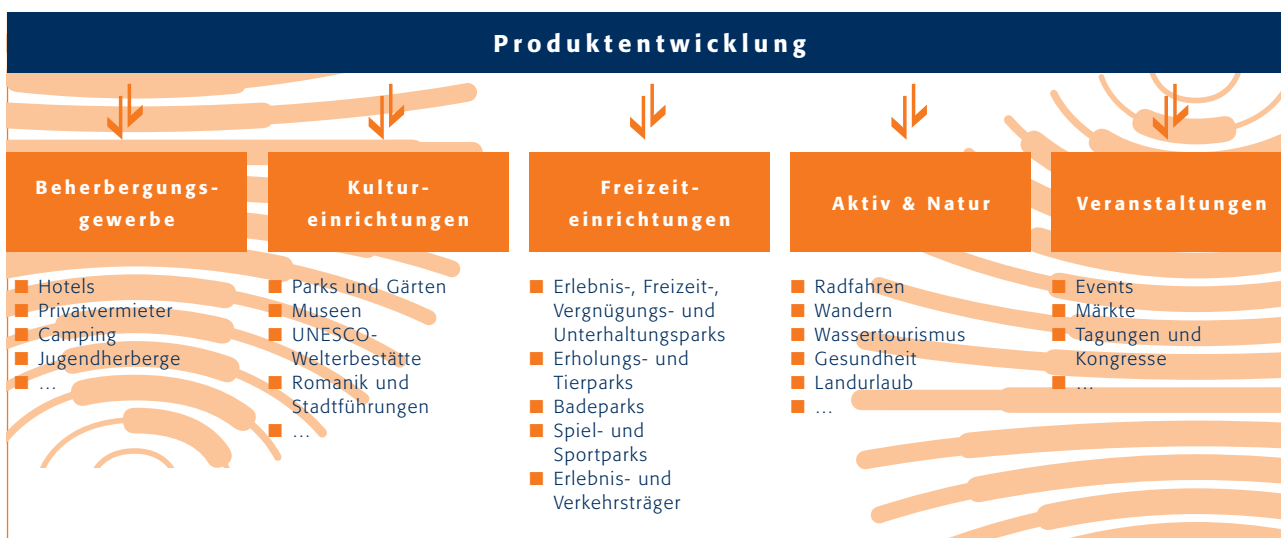 Produktentwicklung
Beherbergungs-
gewerbe
Hotels
Privatvermieter
Camping
Jugendherberge
...
Kultur-
einrichtungen
Parks und Gärten
Museen
UNESCO-
Welterbestätte
Romanik und
Stadtführungen
...
Freizeit-
einrichtungen
Erlebnis-, Freizeit-,
Vergnügungs- und
Unterhaltungsparks
Erholungs- und
Tierparks
Badeparks
Spiel- und
Sportparks
Erlebnis- und
Verkehrsträger
Aktiv & Natur
Radfahren
Wandern
Wassertourismus
Gesundheit
Landurlaub
...
Veranstaltungen
Events
Märkte
Tagungen und
Kongresse
...